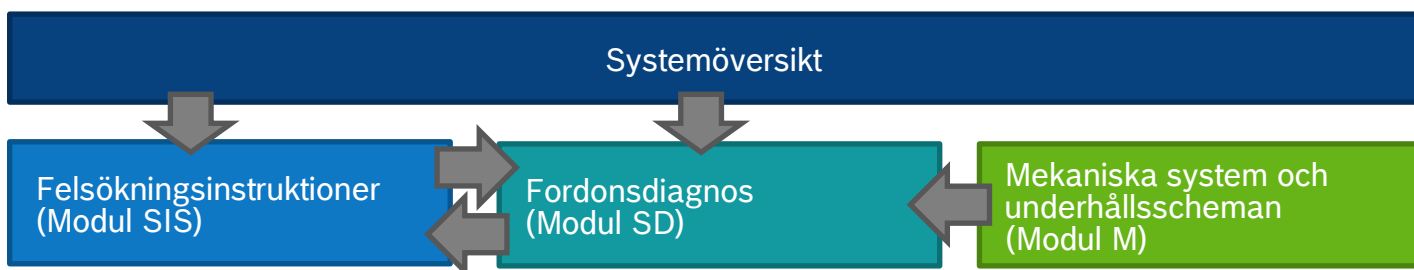 Systemöversikt
Felsökningsinstruktioner
(Modul SIS)
Fordonsdiagnos
(Modul SD)
Mekaniska system och
underhållsscheman
(Modul M)